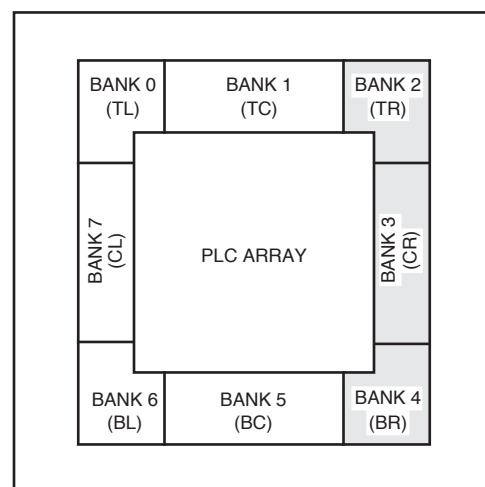 BANK 0
(TL)
BANK 1
(TC)
BANK 2
(TR)
BANK 7
(CL)
PLC ARRAY
BANK 3
(CR)
BANK 6
(BL)
BANK 5
(BC)
BANK 4
(BR)